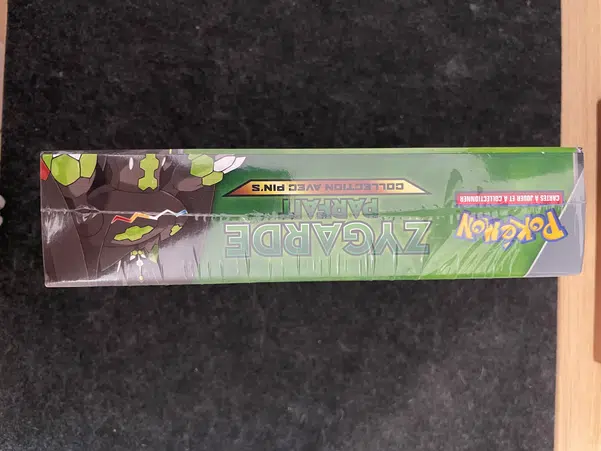 POKÉMON
CARTES À JOUER ET À COLLECTIONNER
ZYGARDE
PARFAIT
COLLECTION AVEC PIN'S